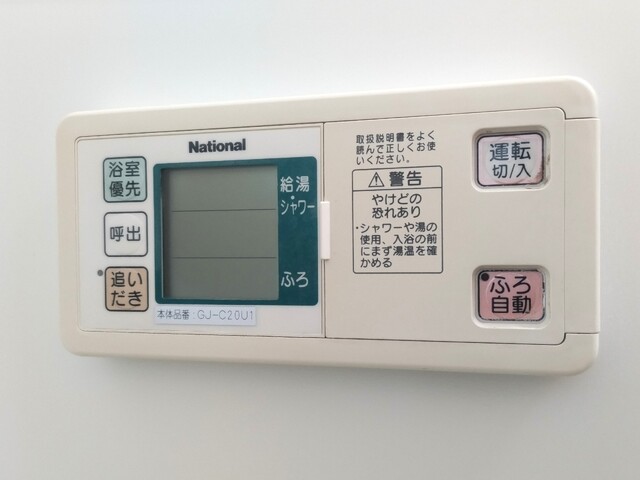 National
浴室
優先
呼出
追い
だき
給湯
シャワー
ふろ
本体品番：GJ-C20U1
取扱説明書をよく
読んで正しくお使
いください。
警告
やけどの
恐れあり
・シャワーや湯の
使用、入浴の前
にまず湯温を確
かめる
運転
切/入
ふろ
自動